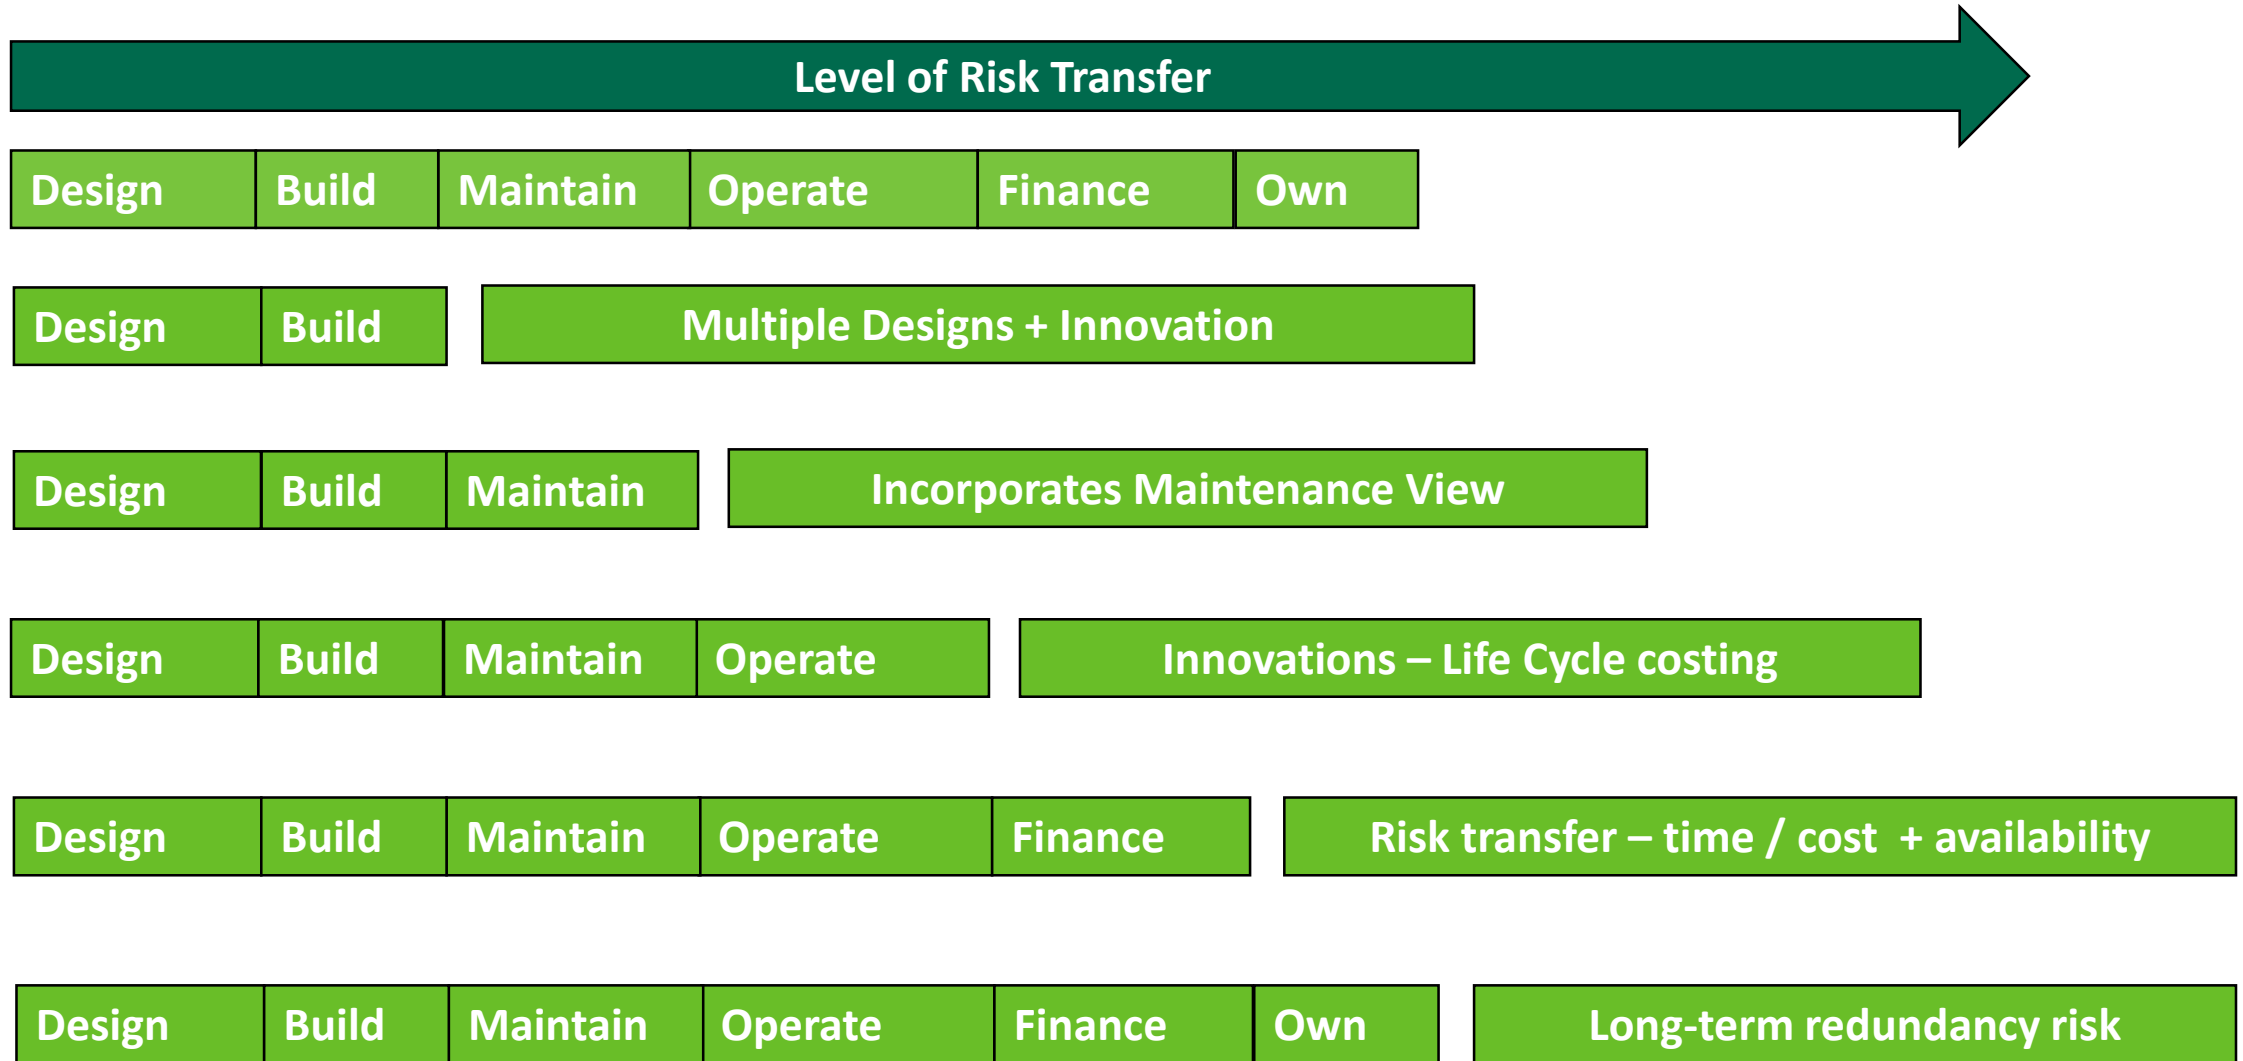 Level of Risk Transfer
Design Build Maintain Operate Finance Own
Design Build Multiple Designs + Innovation
Design Build Maintain Incorporates Maintenance View
Design Build Maintain Operate Innovations – Life Cycle costing
Design Build Maintain Operate Finance Risk transfer – time / cost + availability
Design Build Maintain Operate Finance Own Long-term redundancy risk